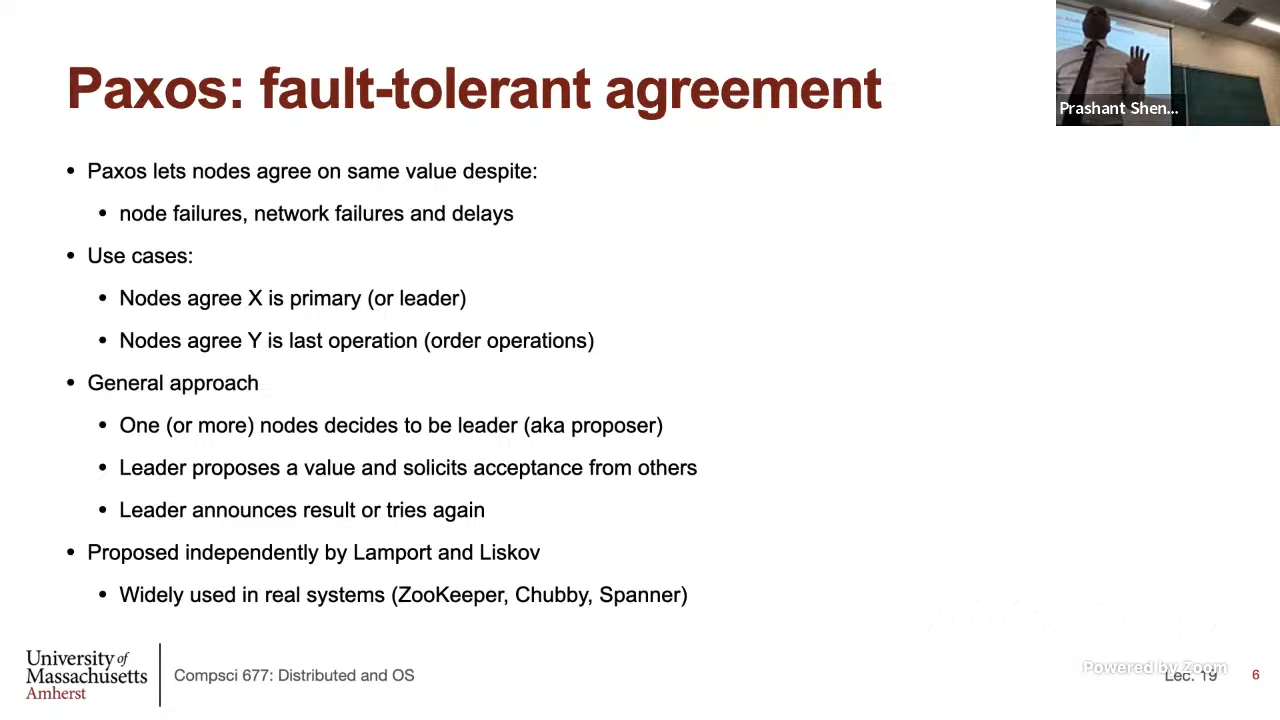 Paxos: fault-tolerant agreement
Prashant Shen...
• Paxos lets nodes agree on same value despite:
• node failures, network failures and delays
• Use cases:
• Nodes agree X is primary (or leader)
• Nodes agree Y is last operation (order operations)
• General approach
• One (or more) nodes decides to be leader (aka proposer)
• Leader proposes a value and solicits acceptance from others
• Leader announces result or tries again
• Proposed independently by Lamport and Liskov
• Widely used in real systems (ZooKeeper, Chubby, Spanner)
University of
Massachusetts
Amherst
Compsci 677: Distributed and OS
Powered by Zoom
Lec. 19
6